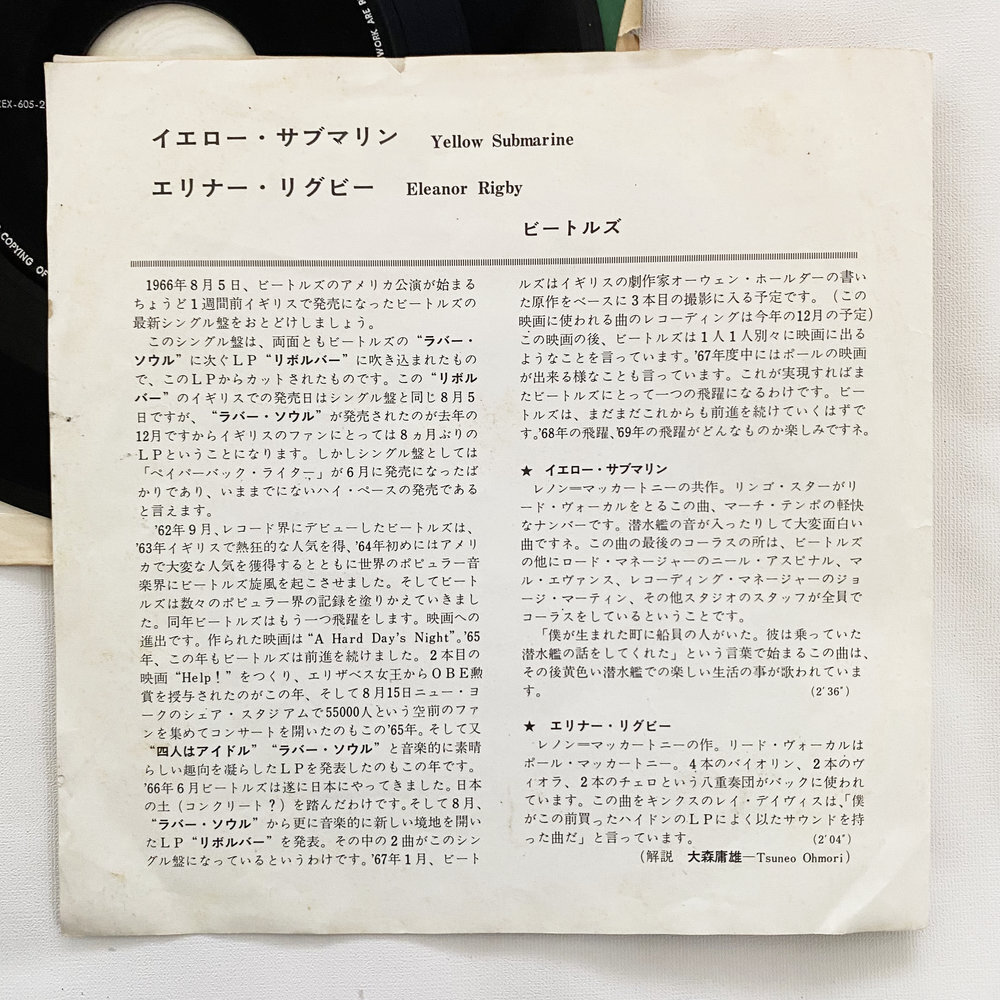 EX-605-2
WORK ARE
COPYING OF
イエロー・サブマリン Yellow Submarine
エリナー・リグビー Eleanor Rigby
ビートルズ
1966年8月5日、ビートルズのアメリカ公演が始まる
ちょうど1週間前イギリスで発売になったビートルズの
最新シングル盤をおとどけしましょう。
このシングル盤は、両面ともビートルズの“ラバー・
ソウル”に次ぐLP“リボルバー”に吹き込まれたもの
で、このLPからカットされたものです。この“リボル
バー”のイギリスでの発売日はシングル盤と同じ8月5
日ですが、“ラバー・ソウル”が発売されたのが去年の
12月ですからイギリスのファンにとっては8ヵ月ぶりの
LPということになります。しかしシングル盤としては
「ペイパーバック・ライター」が6月に発売になったば
かりであり、いままでにないハイ・ペースの発売である
と言えます。
'62年9月、レコード界にデビューしたビートルズは、
'63年イギリスで熱狂的な人気を得、'64年初めにはアメリ
カで大変な人気を獲得するとともに世界のポピュラー音
楽界にビートルズ旋風を起こさせました。そしてビート
ルズは数々のポピュラー界の記録を塗りかえていきまし
た。同年ビートルズはもう一つ飛躍をします。映画への
進出です。作られた映画は“A Hard Day's Night”。'65
年、この年もビートルズは前進を続けました。2本目の
映画“Help!”をつくり、エリザベス女王からOBE勲
賞を授与されたのがこの年、そして8月15日ニュー・ヨ
ークのシェア・スタジアムで55000人という空前のファ
ンを集めてコンサートを開いたのもこの'65年。そして又
“四人はアイドル”“ラバー・ソウル”と音楽的に素晴
らしい趣向を凝らしたLPを発表したのもこの年です。
'66年6月ビートルズは遂に日本にやってきました。日本
の土（コンクリート？）を踏んだわけです。そして8月、
“ラバー・ソウル”から更に音楽的に新しい境地を開い
たLP“リボルバー”を発表。その中の2曲がこのシン
グル盤になっているというわけです。'67年1月、ビート
ルズはイギリスの劇作家オーウェン・ホールダーの書い
た原作をベースに3本目の撮影に入る予定です。（この
映画に使われる曲のレコーディングは今年の12月の予定）
この映画の後、ビートルズは1人1人別々に映画に出る
ようなことを言っています。'67年度中にはポールの映画
が出来る様なことも言っています。これが実現すればま
たビートルズにとって一つの飛躍になるわけです。ビー
トルズは、まだまだこれからも前進を続けていくはずで
す。'68年の飛躍、'69年の飛躍がどんなものか楽しみですネ。
★ イエロー・サブマリン
レノン＝マッカートニーの共作。リンゴ・スターがリ
ード・ヴォーカルをとるこの曲、マーチ・テンポの軽快
なナンバーです。潜水艦の音が入ったりして大変面白い
曲ですネ。この曲の最後のコーラスの所は、ビートルズ
の他にロード・マネージャーのニール・アスピナル、マ
ル・エヴァンス、レコーディング・マネージャーのジョ
ージ・マーティン、その他スタジオのスタッフが全員で
コーラスをしているということです。
「僕が生まれた町に船員の人がいた。彼は乗っていた
潜水艦の話をしてくれた」という言葉で始まるこの曲は、
その後黄色い潜水艦での楽しい生活の事が歌われていま
す。 (2′36″)
★ エリナー・リグビー
レノン＝マッカートニーの作。リード・ヴォーカルは
ポール・マッカートニー。4本のバイオリン、2本のヴ
ィオラ、2本のチェロという八重奏団がバックに使われ
ています。この曲をキンクスのレイ・デイヴィスは、「僕
がこの前買ったハイドンのLPによく以たサウンドを持
った曲だ」と言っています。 (2′04″)
（解説 大森庸雄—Tsuneo Ohmori）